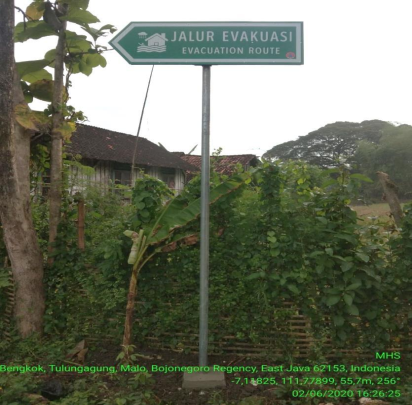 JALUR EVAKUASI
EVACUATION ROUTE
MHS
Bengkok, Tulungagung, Malo, Bojonegoro Regency, East Java 62153, Indonesia
-7,11825, 111,77899, 55,7m, 256°
02/06/2020 16:26:25